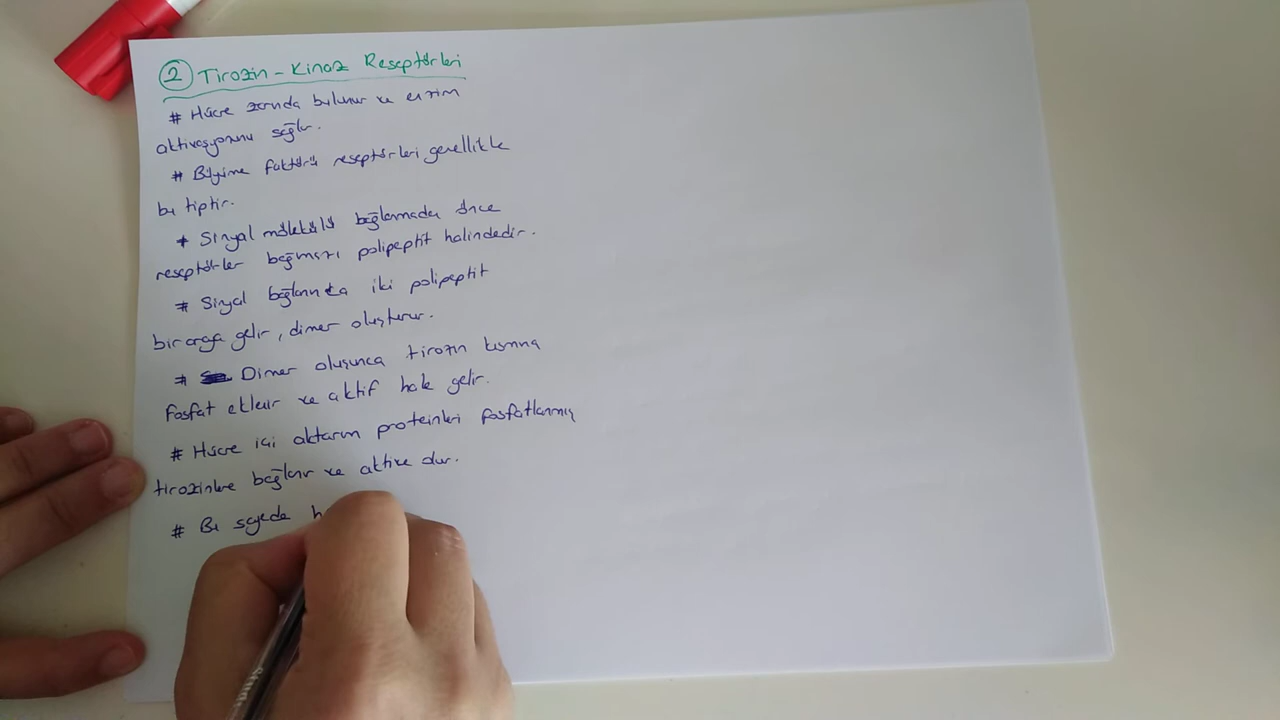 2 Tirozin - Kinaz Reseptörleri
# Hücre zarında bulunur ve enzim
aktivasyonunu sağlar.
# Büyüme faktörü reseptörleri genellikle
bu tiptir.
# Sinyal molekülü bağlanmadan önce
reseptörler bağımsız polipeptit halindedir.
# Sinyal bağlanınca iki polipeptit
bir araya gelir, dimer oluşturur.
# Dimer oluşunca tirozin kısmına
fosfat eklenir ve aktif hale gelir.
# Hücre içi aktarım proteinleri fosfatlanmış
tirozinlere bağlanır ve aktive olur.
# Bu sayede h